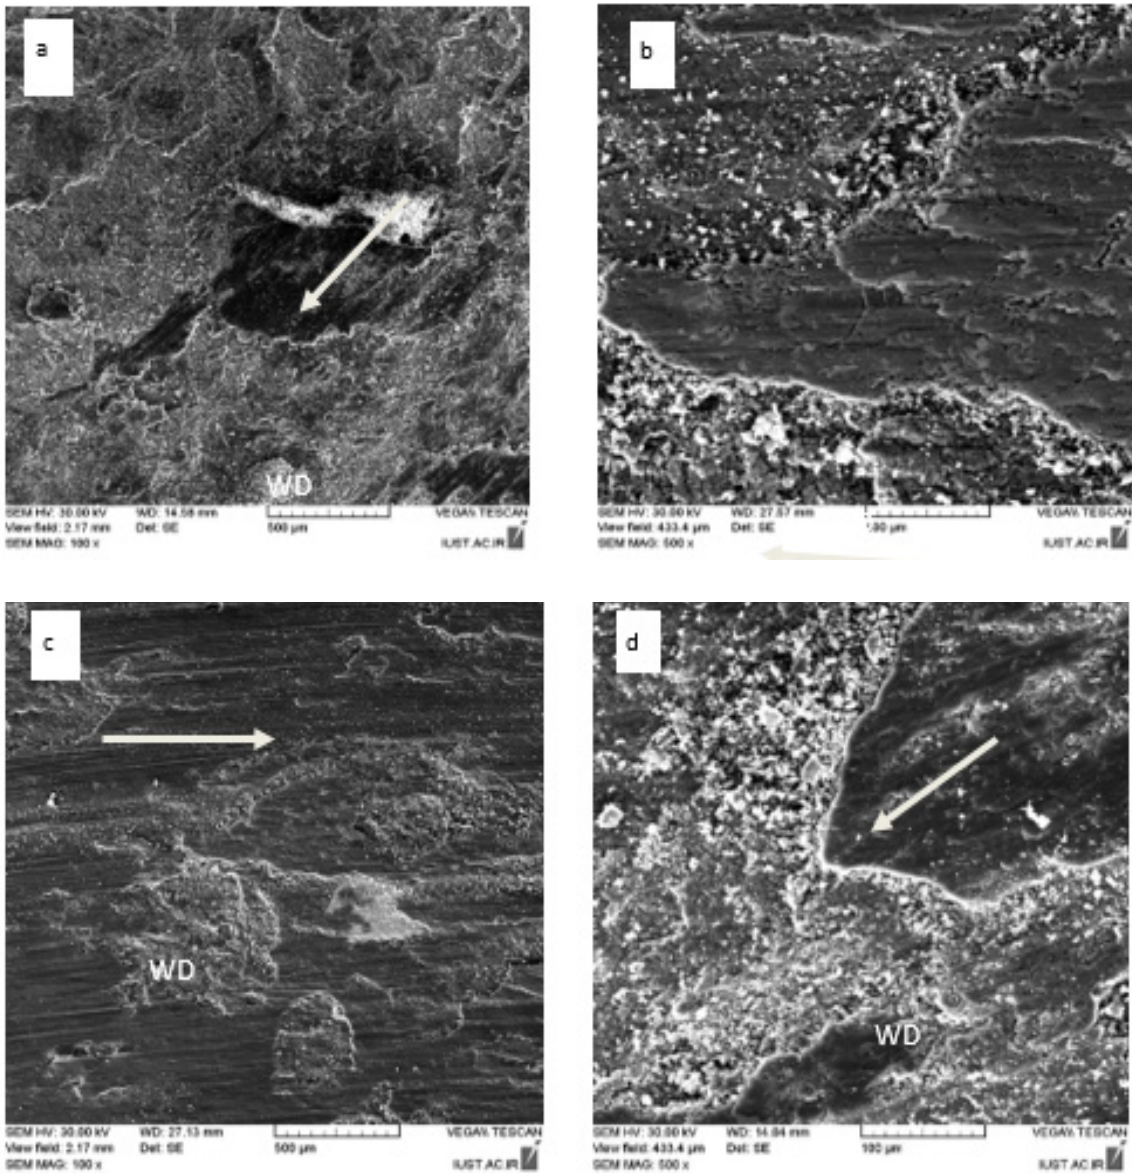 a
WD
SEM HV: 30.00 kV WD: 14.58 mm VEGA\\ TESCAN
View field: 2.17 mm Det: SE 500 µm
SEM MAG: 100 x IUST.AC.IR
b
SEM HV: 30.00 kV WD: 27.57 mm VEGA\\ TESCAN
View field: 433.4 µm Det: SE 100 µm
SEM MAG: 500 x IUST.AC.IR
c
WD
SEM HV: 30.00 kV WD: 27.13 mm VEGA\\ TESCAN
View field: 2.17 mm Det: SE 500 µm
SEM MAG: 100 x IUST.AC.IR
d
WD
SEM HV: 30.00 kV WD: 14.84 mm VEGA\\ TESCAN
View field: 433.4 µm Det: SE 100 µm
SEM MAG: 500 x IUST.AC.IR